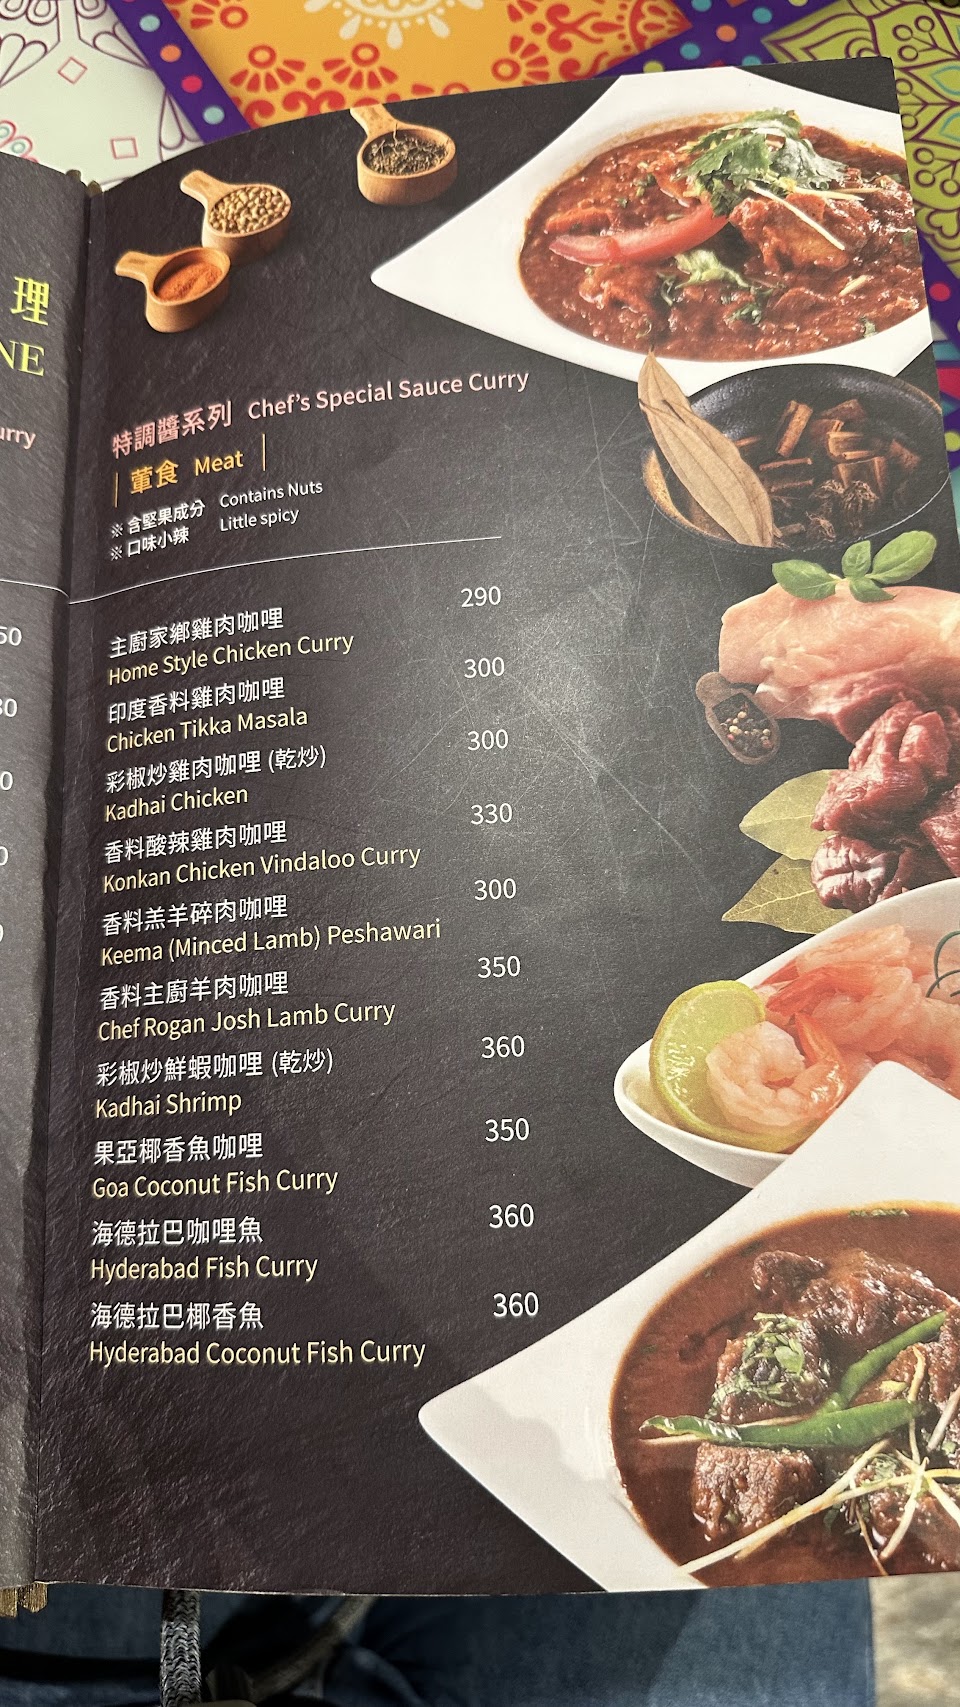 理
NE
urry
50
30
0
0
0
特調醬系列 Chef's Special Sauce Curry
葷食 Meat
※ 含堅果成分 Contains Nuts
※ 口味小辣 Little spicy
主廚家鄉雞肉咖哩 290
Home Style Chicken Curry
印度香料雞肉咖哩 300
Chicken Tikka Masala
彩椒炒雞肉咖哩 (乾炒) 300
Kadhai Chicken
香料酸辣雞肉咖哩 330
Konkan Chicken Vindaloo Curry
香料羔羊碎肉咖哩 300
Keema (Minced Lamb) Peshawari
香料主廚羊肉咖哩 350
Chef Rogan Josh Lamb Curry
彩椒炒鮮蝦咖哩 (乾炒) 360
Kadhai Shrimp
果亞椰香魚咖哩 350
Goa Coconut Fish Curry
海德拉巴咖哩魚 360
Hyderabad Fish Curry
海德拉巴椰香魚 360
Hyderabad Coconut Fish Curry